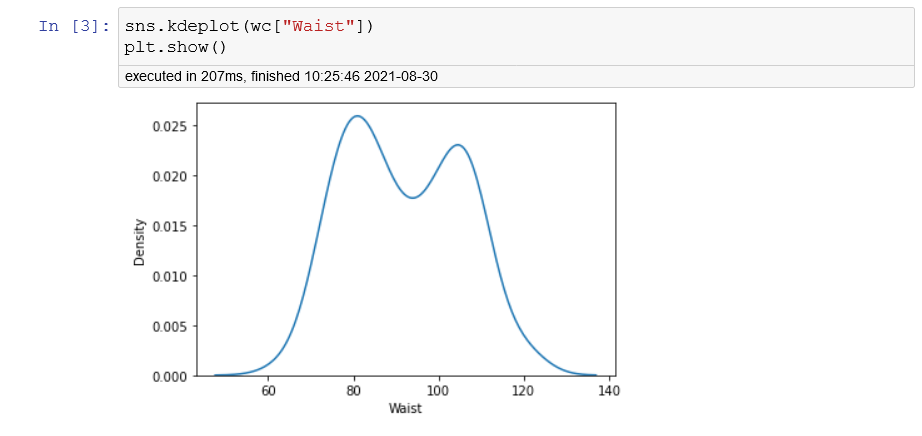 In [3]: sns.kdeplot(wc["Waist"])
plt.show()
executed in 207ms, finished 10:25:46 2021-08-30
0.025
0.020
0.015
0.010
0.005
0.000
Density
60 80 100 120 140
Waist